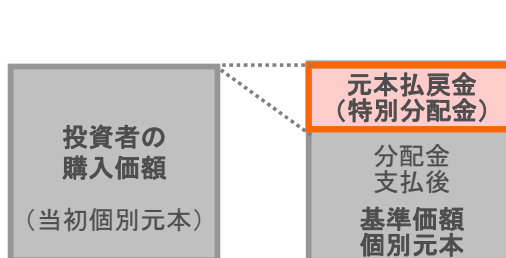 投資者の
購入価額
（当初個別元本）
元本払戻金
（特別分配金）
分配金
支払後
基準価額
個別元本